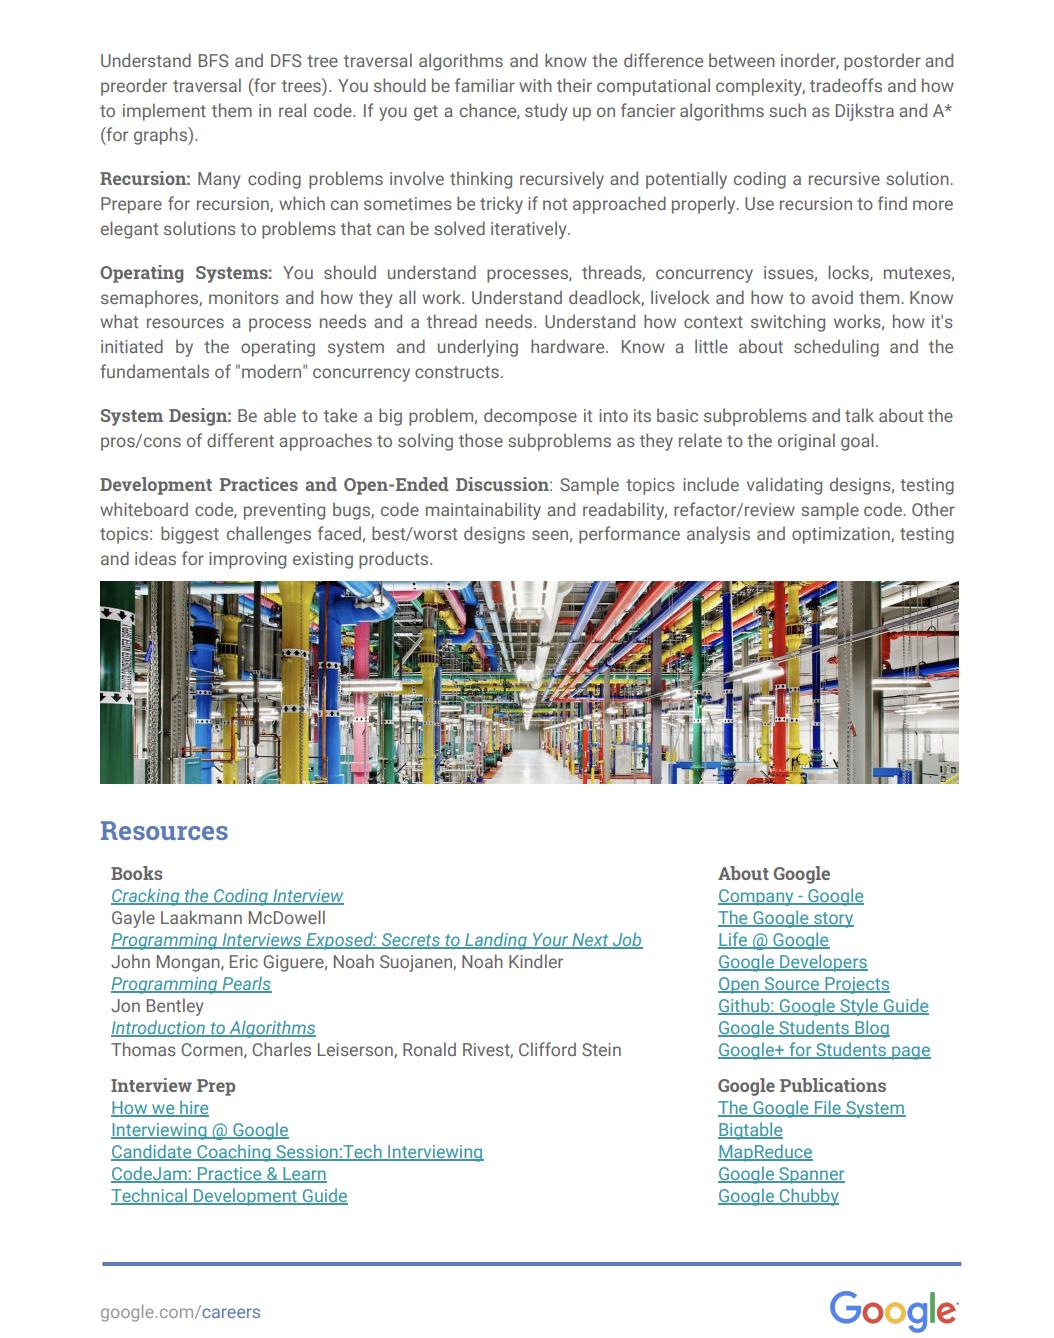 Understand BFS and DFS tree traversal algorithms and know the difference between inorder, postorder and
preorder traversal (for trees). You should be familiar with their computational complexity, tradeoffs and how
to implement them in real code. If you get a chance, study up on fancier algorithms such as Dijkstra and A*
(for graphs).
Recursion: Many coding problems involve thinking recursively and potentially coding a recursive solution.
Prepare for recursion, which can sometimes be tricky if not approached properly. Use recursion to find more
elegant solutions to problems that can be solved iteratively.
Operating Systems: You should understand processes, threads, concurrency issues, locks, mutexes,
semaphores, monitors and how they all work. Understand deadlock, livelock and how to avoid them. Know
what resources a process needs and a thread needs. Understand how context switching works, how it's
initiated by the operating system and underlying hardware. Know a little about scheduling and the
fundamentals of "modern" concurrency constructs.
System Design: Be able to take a big problem, decompose it into its basic subproblems and talk about the
pros/cons of different approaches to solving those subproblems as they relate to the original goal.
Development Practices and Open-Ended Discussion: Sample topics include validating designs, testing
whiteboard code, preventing bugs, code maintainability and readability, refactor/review sample code. Other
topics: biggest challenges faced, best/worst designs seen, performance analysis and optimization, testing
and ideas for improving existing products.
Resources
Books
Cracking the Coding Interview
Gayle Laakmann McDowell
Programming Interviews Exposed: Secrets to Landing Your Next Job
John Mongan, Eric Giguere, Noah Suojanen, Noah Kindler
Programming Pearls
Jon Bentley
Introduction to Algorithms
Thomas Cormen, Charles Leiserson, Ronald Rivest, Clifford Stein
About Google
Company - Google
The Google story
Life @ Google
Google Developers
Open Source Projects
Github: Google Style Guide
Google Students Blog
Google+ for Students page
Interview Prep
How we hire
Interviewing @ Google
Candidate Coaching Session:Tech Interviewing
CodeJam: Practice & Learn
Technical Development Guide
Google Publications
The Google File System
Bigtable
MapReduce
Google Spanner
Google Chubby
google.com/careers
Google